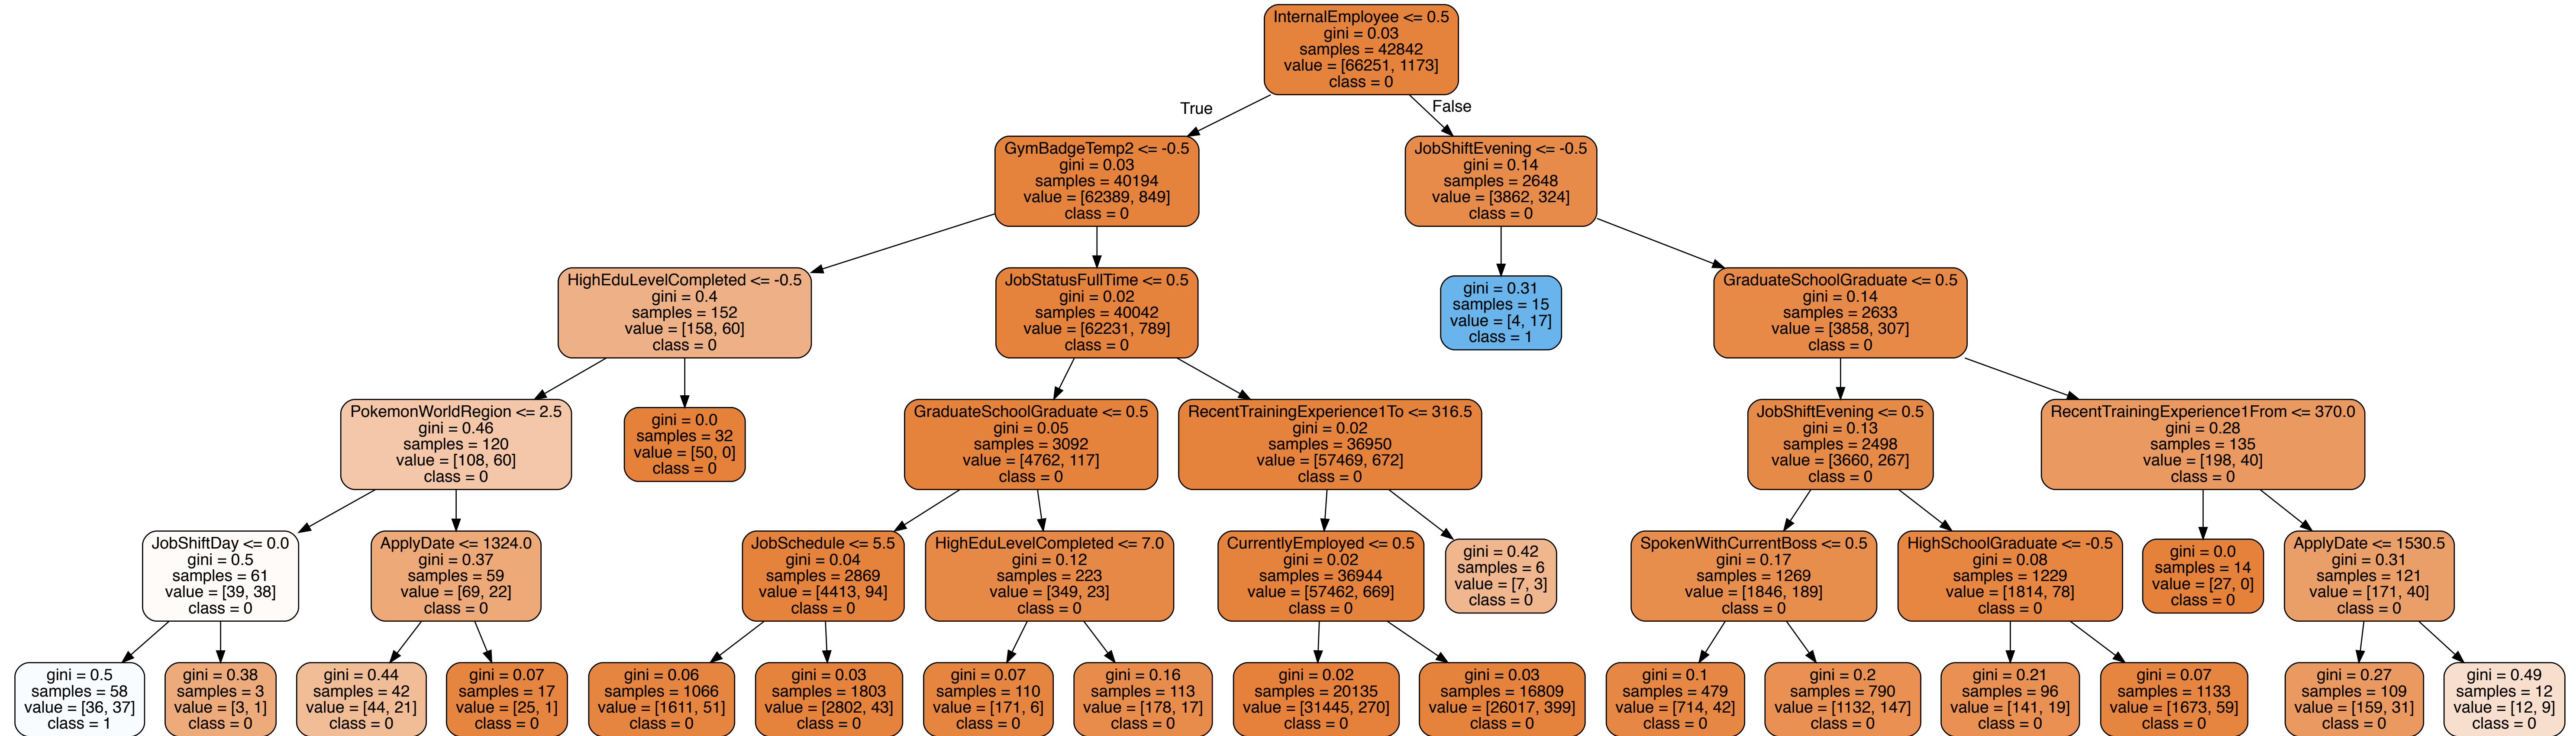 InternalEmployee <= 0.5
gini = 0.03
samples = 42842
value = [66251, 1173]
class = 0
True
False
GymBadgeTemp2 <= -0.5
gini = 0.03
samples = 40194
value = [62389, 849]
class = 0
JobShiftEvening <= -0.5
gini = 0.14
samples = 2648
value = [3862, 324]
class = 0
HighEduLevelCompleted <= -0.5
gini = 0.4
samples = 152
value = [158, 60]
class = 0
JobStatusFullTime <= 0.5
gini = 0.02
samples = 40042
value = [62231, 789]
class = 0
gini = 0.31
samples = 15
value = [4, 17]
class = 1
GraduateSchoolGraduate <= 0.5
gini = 0.14
samples = 2633
value = [3858, 307]
class = 0
PokemonWorldRegion <= 2.5
gini = 0.46
samples = 120
value = [108, 60]
class = 0
gini = 0.0
samples = 32
value = [50, 0]
class = 0
GraduateSchoolGraduate <= 0.5
gini = 0.05
samples = 3092
value = [4762, 117]
class = 0
RecentTrainingExperience1To <= 316.5
gini = 0.02
samples = 36950
value = [57469, 672]
class = 0
JobShiftEvening <= 0.5
gini = 0.13
samples = 2498
value = [3660, 267]
class = 0
RecentTrainingExperience1From <= 370.0
gini = 0.28
samples = 135
value = [198, 40]
class = 0
JobShiftDay <= 0.0
gini = 0.5
samples = 61
value = [39, 38]
class = 0
ApplyDate <= 1324.0
gini = 0.37
samples = 59
value = [69, 22]
class = 0
JobSchedule <= 5.5
gini = 0.04
samples = 2869
value = [4413, 94]
class = 0
HighEduLevelCompleted <= 7.0
gini = 0.12
samples = 223
value = [349, 23]
class = 0
CurrentlyEmployed <= 0.5
gini = 0.02
samples = 36944
value = [57462, 669]
class = 0
gini = 0.42
samples = 6
value = [7, 3]
class = 0
SpokenWithCurrentBoss <= 0.5
gini = 0.17
samples = 1269
value = [1846, 189]
class = 0
HighSchoolGraduate <= -0.5
gini = 0.08
samples = 1229
value = [1814, 78]
class = 0
gini = 0.0
samples = 14
value = [27, 0]
class = 0
ApplyDate <= 1530.5
gini = 0.31
samples = 121
value = [171, 40]
class = 0
gini = 0.5
samples = 58
value = [36, 37]
class = 1
gini = 0.38
samples = 3
value = [3, 1]
class = 0
gini = 0.44
samples = 42
value = [44, 21]
class = 0
gini = 0.07
samples = 17
value = [25, 1]
class = 0
gini = 0.06
samples = 1066
value = [1611, 51]
class = 0
gini = 0.03
samples = 1803
value = [2802, 43]
class = 0
gini = 0.07
samples = 110
value = [171, 6]
class = 0
gini = 0.16
samples = 113
value = [178, 17]
class = 0
gini = 0.02
samples = 20135
value = [31445, 270]
class = 0
gini = 0.03
samples = 16809
value = [26017, 399]
class = 0
gini = 0.1
samples = 479
value = [714, 42]
class = 0
gini = 0.2
samples = 790
value = [1132, 147]
class = 0
gini = 0.21
samples = 96
value = [141, 19]
class = 0
gini = 0.07
samples = 1133
value = [1673, 59]
class = 0
gini = 0.27
samples = 109
value = [159, 31]
class = 0
gini = 0.49
samples = 12
value = [12, 9]
class = 0